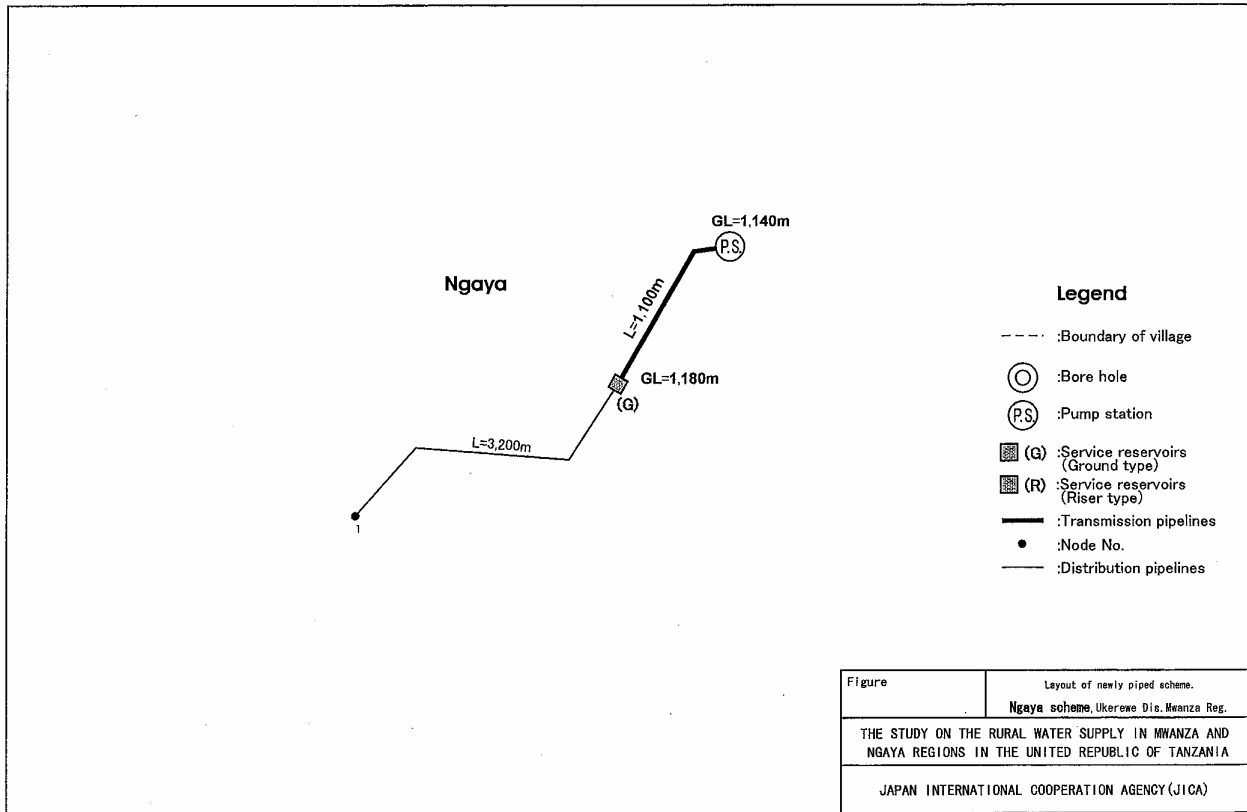 GL=1,140m
P.S.
Ngaya
L=1,100m
GL=1,180m
(G)
L=3,200m
1
Legend
:Boundary of village
:Bore hole
P.S. :Pump station
(G) :Service reservoirs
(Ground type)
(R) :Service reservoirs
(Riser type)
:Transmission pipelines
:Node No.
:Distribution pipelines
Figure
Layout of newly piped scheme.
Ngaya scheme, Ukerewe Dis. Mwanza Reg.
THE STUDY ON THE RURAL WATER SUPPLY IN MWANZA AND
NGAYA REGIONS IN THE UNITED REPUBLIC OF TANZANIA
JAPAN INTERNATIONAL COOPERATION AGENCY(JICA)